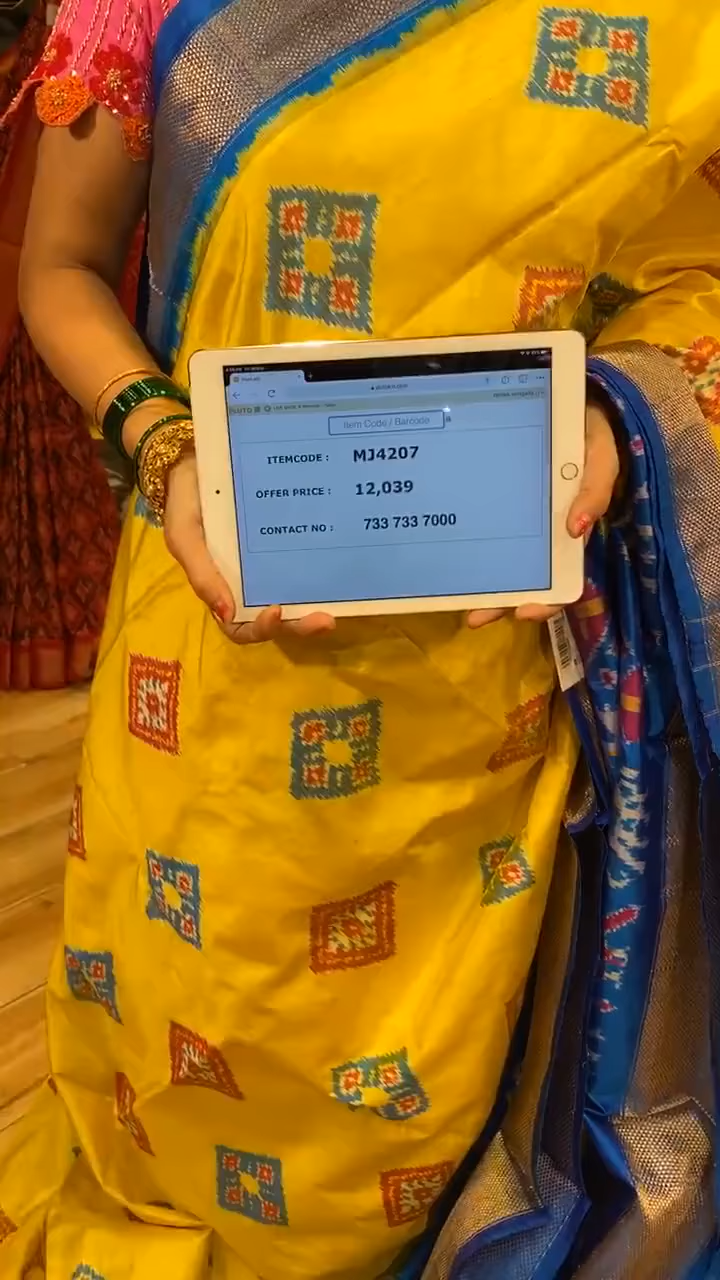 Item Code / Barcode
ITEMCODE : MJ4207
OFFER PRICE : 12,039
CONTACT NO : 733 733 7000